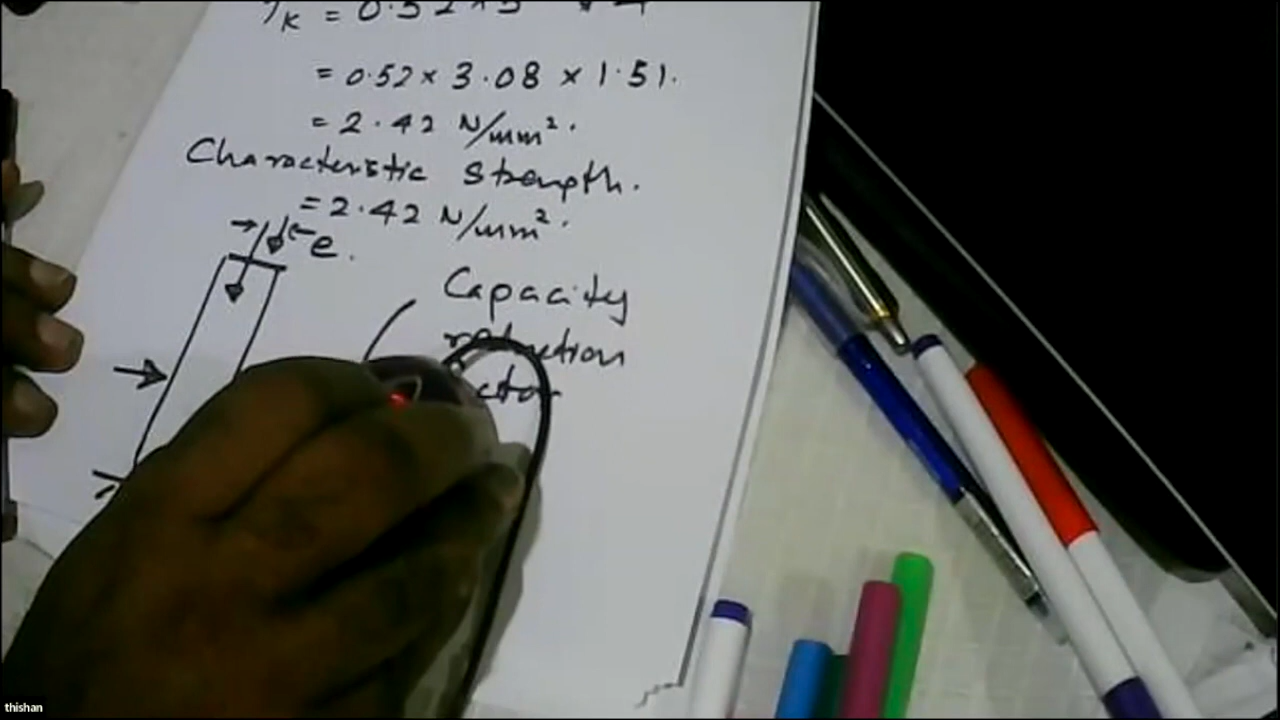 = 0.52 × 3.08 × 1.51.
= 2.42 N/mm².
Characteristic Strength.
= 2.42 N/mm².
e.
Capacity
thishan